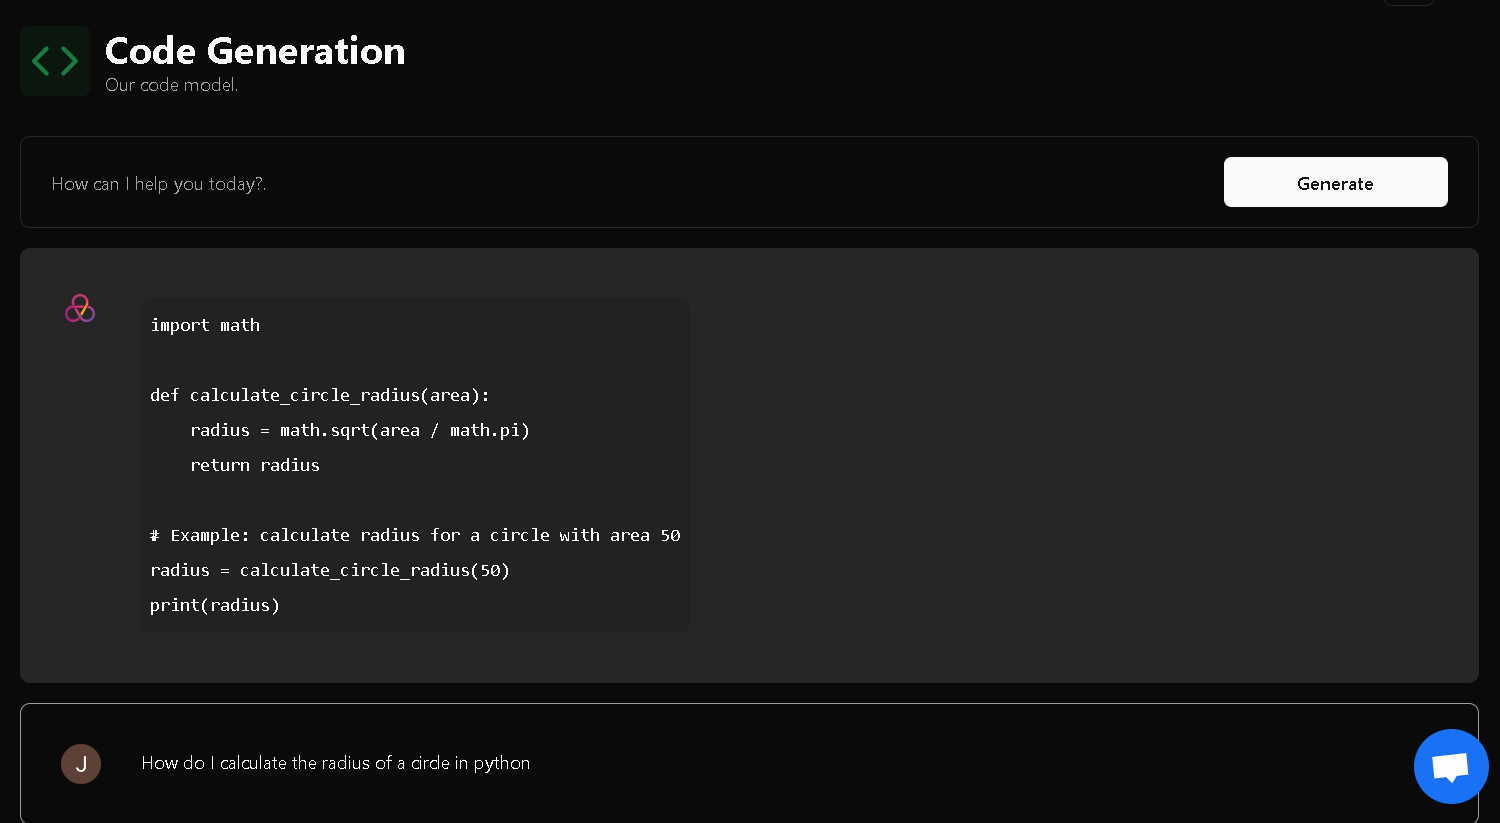 Code Generation
Our code model.
How can I help you today?.
Generate
import math
def calculate_circle_radius(area):
    radius = math.sqrt(area / math.pi)
    return radius
# Example: calculate radius for a circle with area 50
radius = calculate_circle_radius(50)
print(radius)
J
How do I calculate the radius of a circle in python